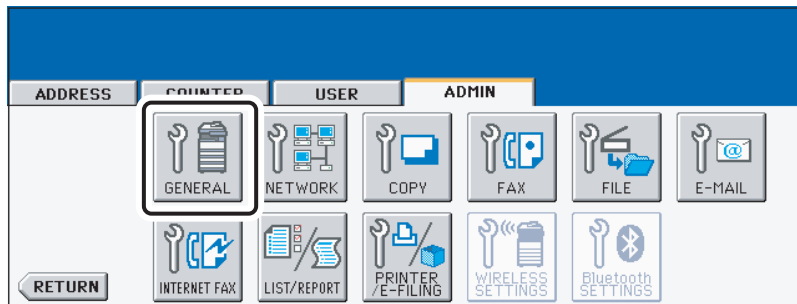 ADDRESS COUNTER USER ADMIN
GENERAL NETWORK COPY FAX FILE E-MAIL
@
INTERNET FAX LIST/REPORT PRINTER
/E-FILING WIRELESS
SETTINGS Bluetooth
SETTINGS
RETURN